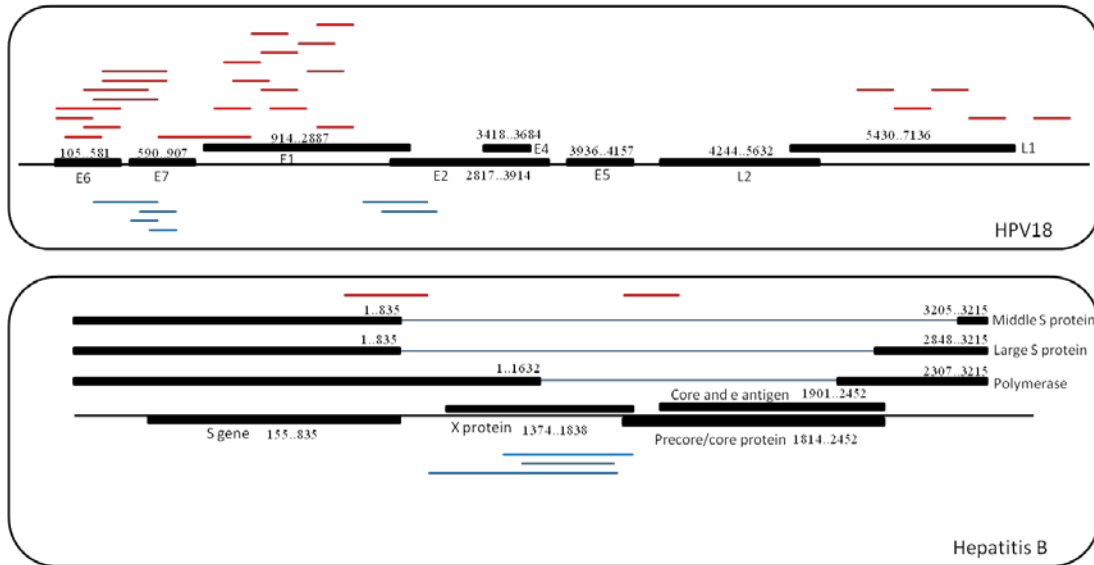 3418..3684
914..2887
5430..7136
105..581
590..907
3936..4157
4244..5632
E1
E4
L1
E6
E7
E2
2817..3914
E5
L2
HPV18
1..835
3205..3215
Middle S protein
1..835
2848..3215
Large S protein
1..1632
2307..3215
Polymerase
Core and e antigen 1901..2452
S gene 155..835
X protein 1374..1838
Precore/core protein 1814..2452
Hepatitis B